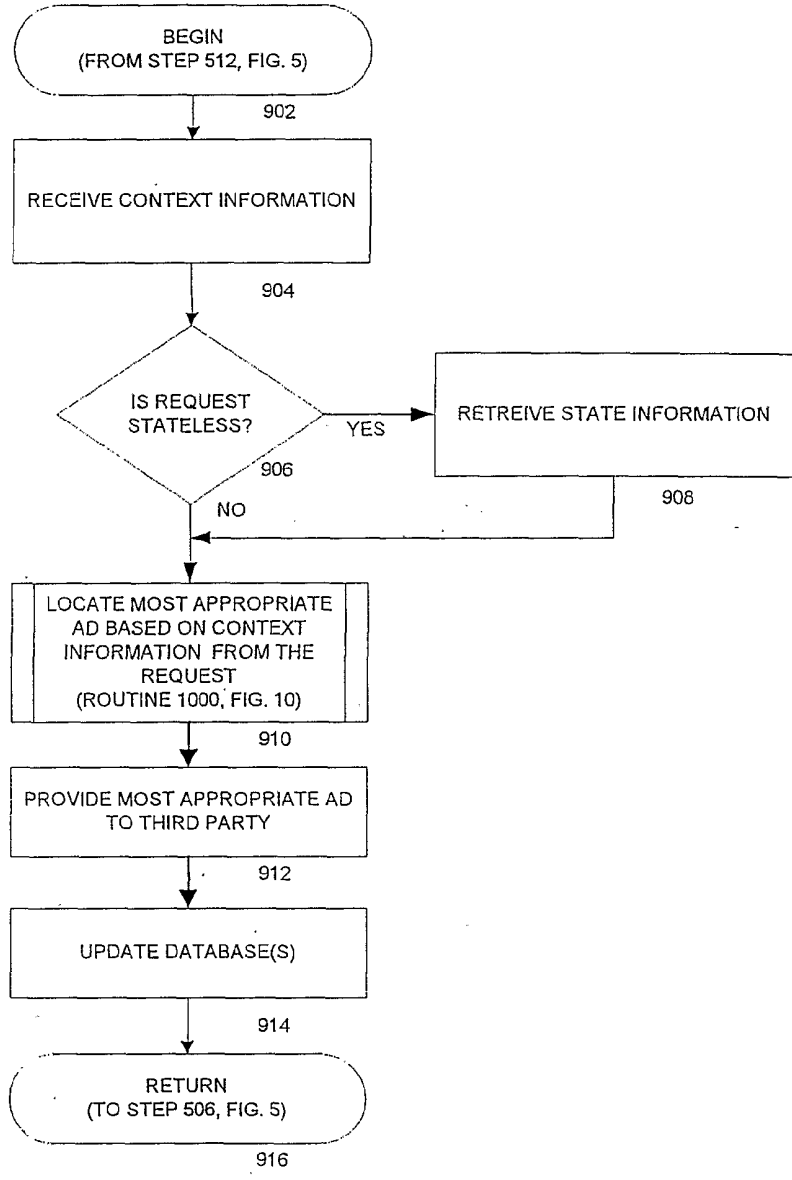 BEGIN
(FROM STEP 512, FIG. 5)
902
RECEIVE CONTEXT INFORMATION
904
IS REQUEST
STATELESS?
YES
906
RETREIVE STATE INFORMATION
908
NO
LOCATE MOST APPROPRIATE
AD BASED ON CONTEXT
INFORMATION FROM THE
REQUEST
(ROUTINE 1000, FIG. 10)
910
PROVIDE MOST APPROPRIATE AD
TO THIRD PARTY
912
UPDATE DATABASE(S)
914
RETURN
(TO STEP 506, FIG. 5)
916